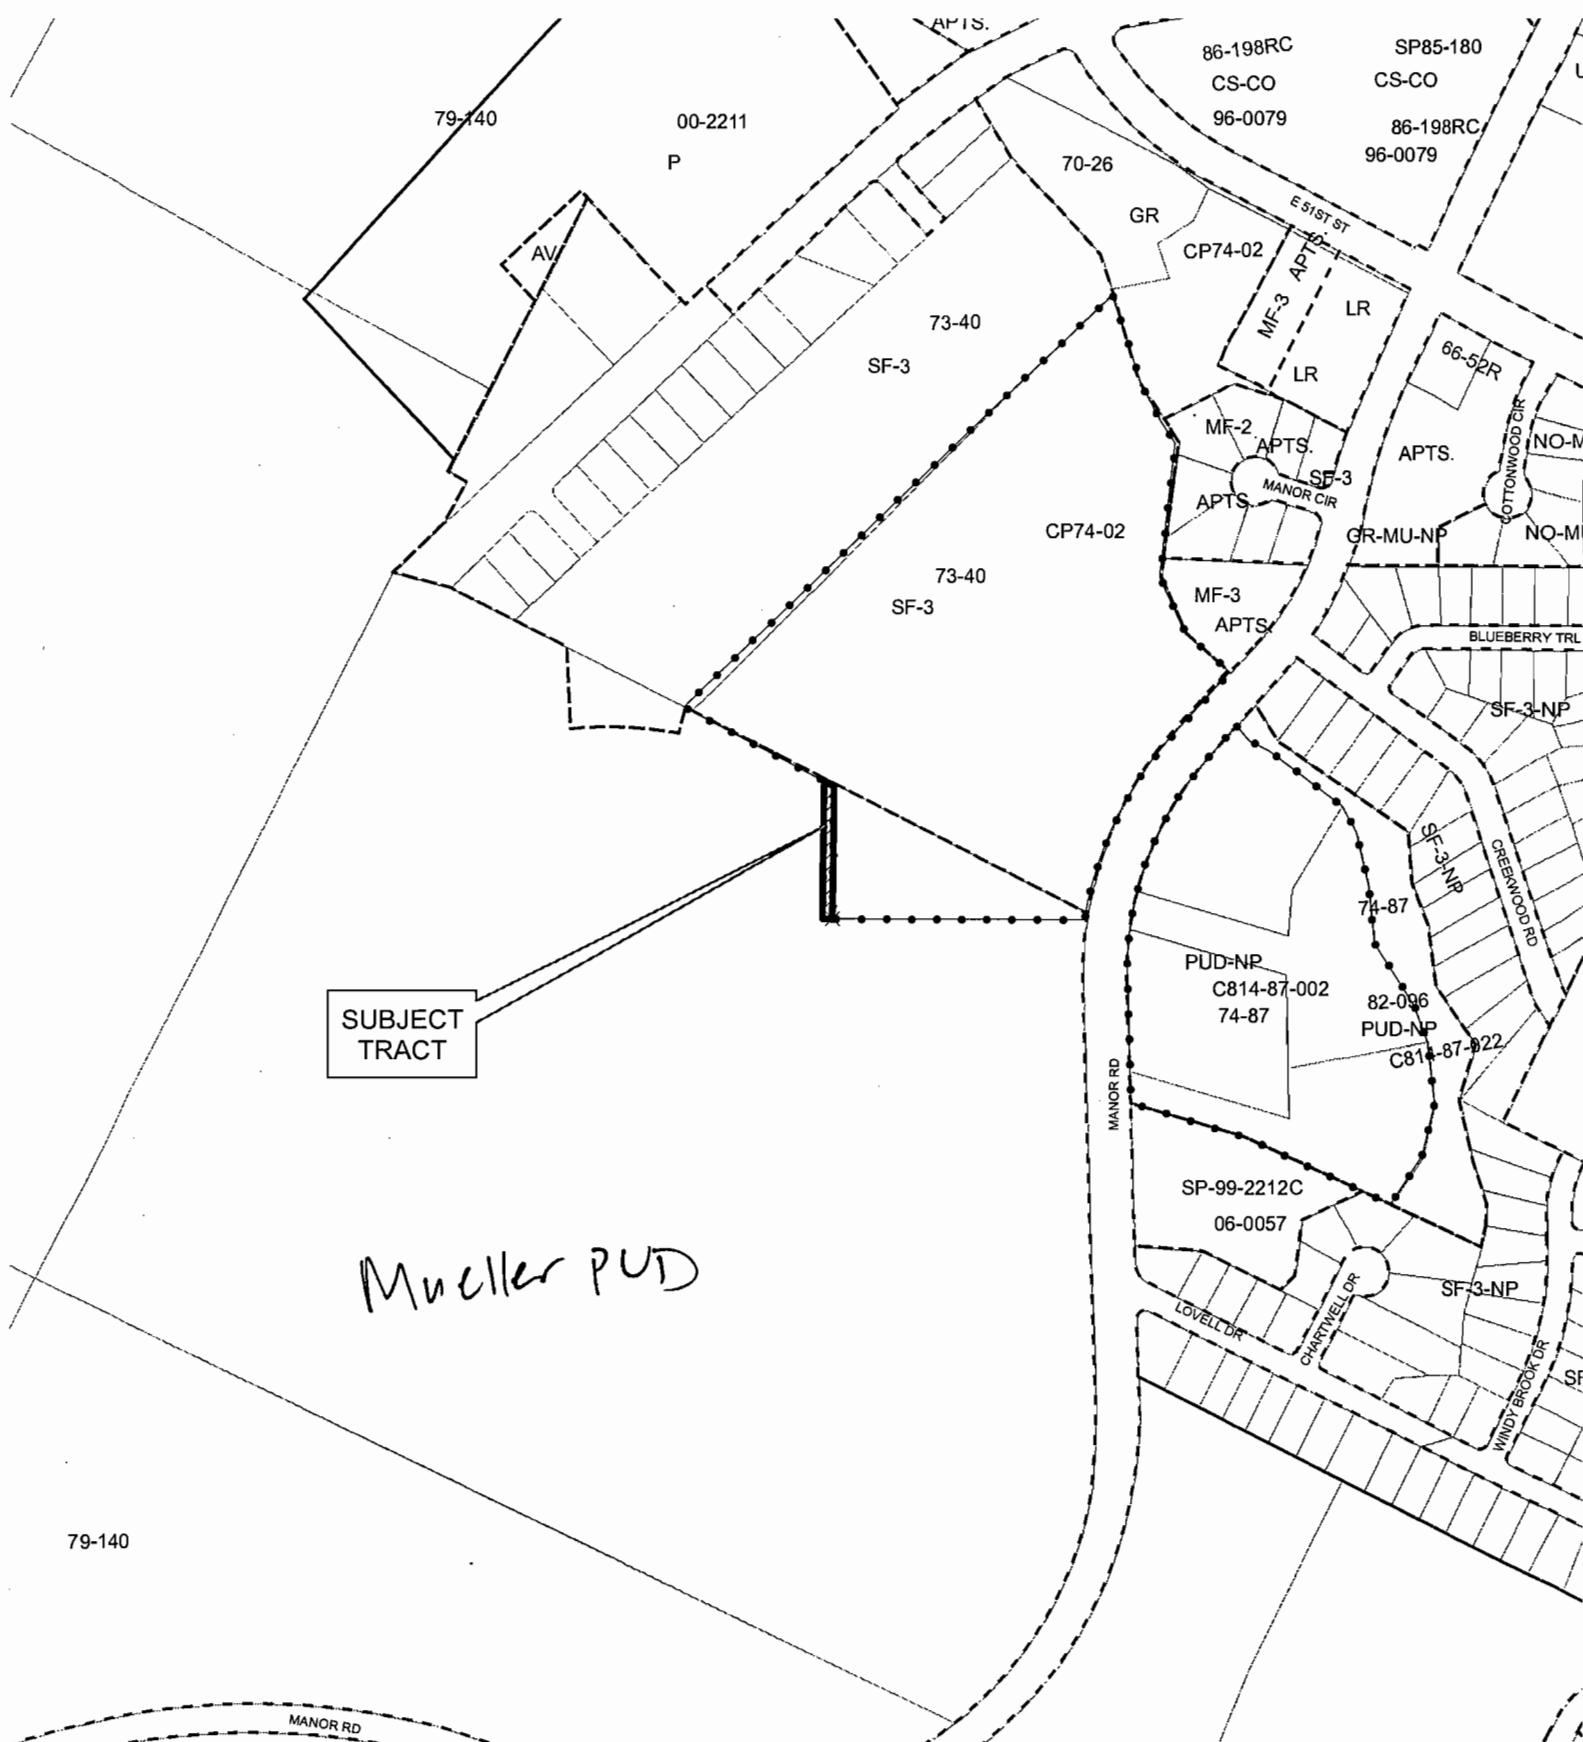 APTS.
86-198RC
SP85-180
CS-CO
CS-CO
79-140
00-2211
96-0079
86-198RC
96-0079
P
70-26
E 51ST ST
GR
AV
CP74-02
APTS.
MF-3
LR
73-40
SF-3
LR
66-52R
COTTONWOOD CIR
MF-2
APTS.
NO-M
APTS.
SF-3
MANOR CIR
APTS.
CP74-02
GR-MU-NP
NO-MU
73-40
SF-3
MF-3
APTS.
BLUEBERRY TRL
SF-3-NP
SF-3-NP
CREEKWOOD RD
74-87
PUD-NP
C814-87-002
74-87
82-096
PUD-NP
C814-87-022
SUBJECT
TRACT
MANOR RD
SP-99-2212C
06-0057
Mueller PUD
SF-3-NP
LOVELL DR
CHARTWELL DR
WINDY BROOK DR
SF
79-140
MANOR RD